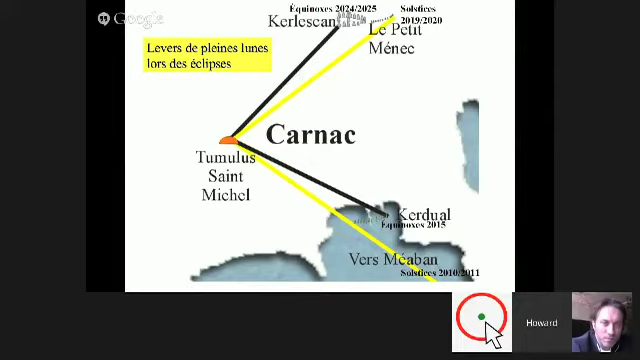 Google
Équinoxes 2024/2025
Kerlescan
Solstices
2019/2020
Le Petit
Ménec
Levers de pleines lunes
lors des éclipses
Carnac
Tumulus
Saint
Michel
Kerdual
Équinoxes 2015
Vers Méaban
Solstices 2010/2011
Howard